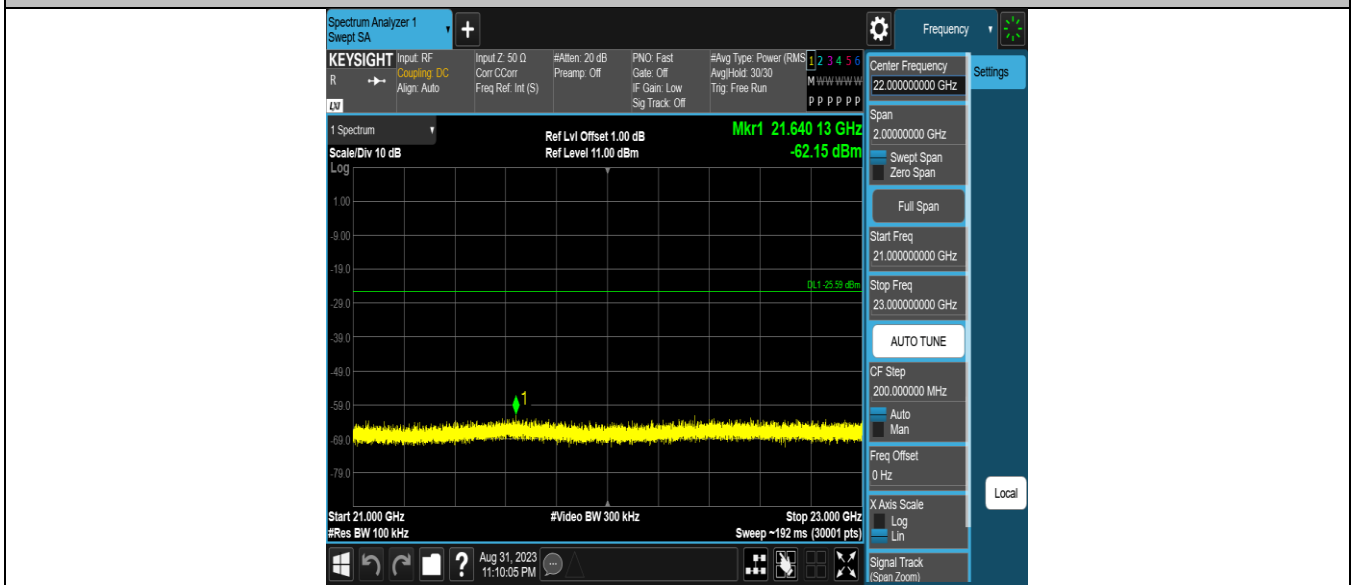 Spectrum Analyzer 1
Swept SA
+
Frequency
KEYSIGHT
R
LXI
Input: RF
Coupling: DC
Align: Auto
Input Z: 50 Ω
Corr CCorr
Freq Ref: Int (S)
#Atten: 20 dB
Preamp: Off
PNO: Fast
Gate: Off
IF Gain: Low
Sig Track: Off
#Avg Type: Power (RMS
Avg|Hold: 30/30
Trig: Free Run
1 2 3 4 5 6
M W W W W W
P P P P P P
1 Spectrum
Scale/Div 10 dB
Ref Lvl Offset 1.00 dB
Ref Level 11.00 dBm
Mkr1 21.640 13 GHz
-62.15 dBm
Log
1.00
-9.00
-19.0
DL1 -25.59 dBm
-29.0
-39.0
-49.0
1
-59.0
-69.0
-79.0
Start 21.000 GHz
#Video BW 300 kHz
Stop 23.000 GHz
#Res BW 100 kHz
Sweep ~192 ms (30001 pts)
?
Aug 31, 2023
11:10:05 PM
Center Frequency
22.000000000 GHz
Span
2.00000000 GHz
Swept Span
Zero Span
Full Span
Start Freq
21.000000000 GHz
Stop Freq
23.000000000 GHz
AUTO TUNE
CF Step
200.000000 MHz
Auto
Man
Freq Offset
0 Hz
X Axis Scale
Log
Lin
Signal Track
(Span Zoom)
Settings
Local